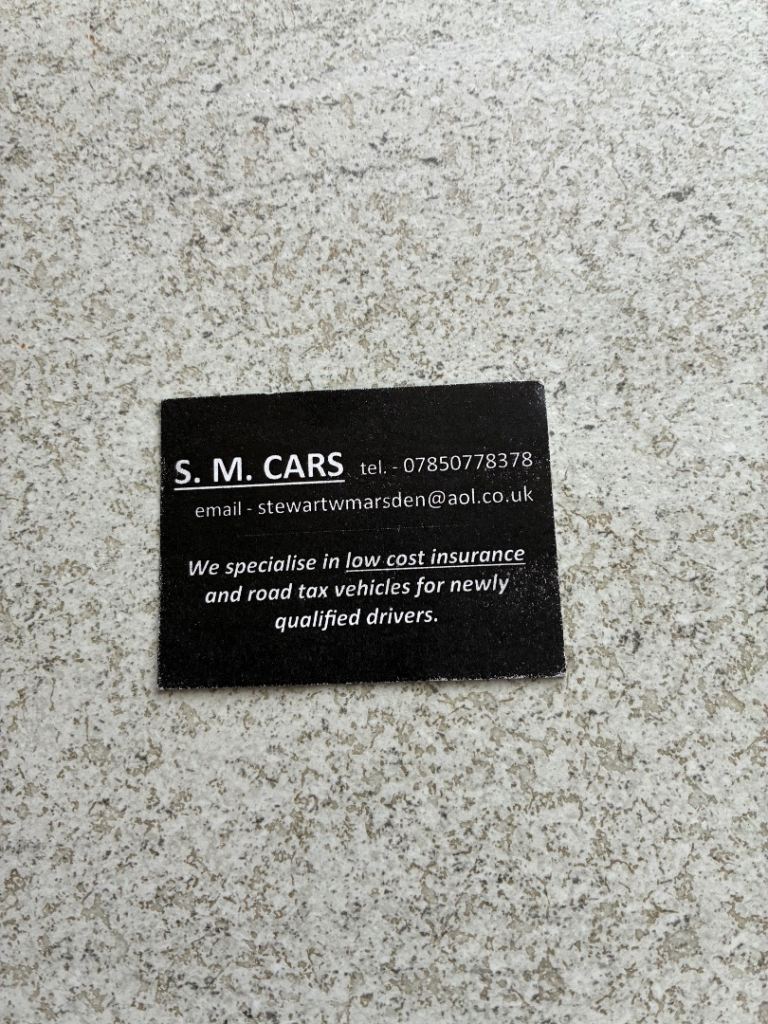 S. M. CARS tel. - 07850778378
email - stewartwmarsden@aol.co.uk
We specialise in low cost insurance
and road tax vehicles for newly
qualified drivers.